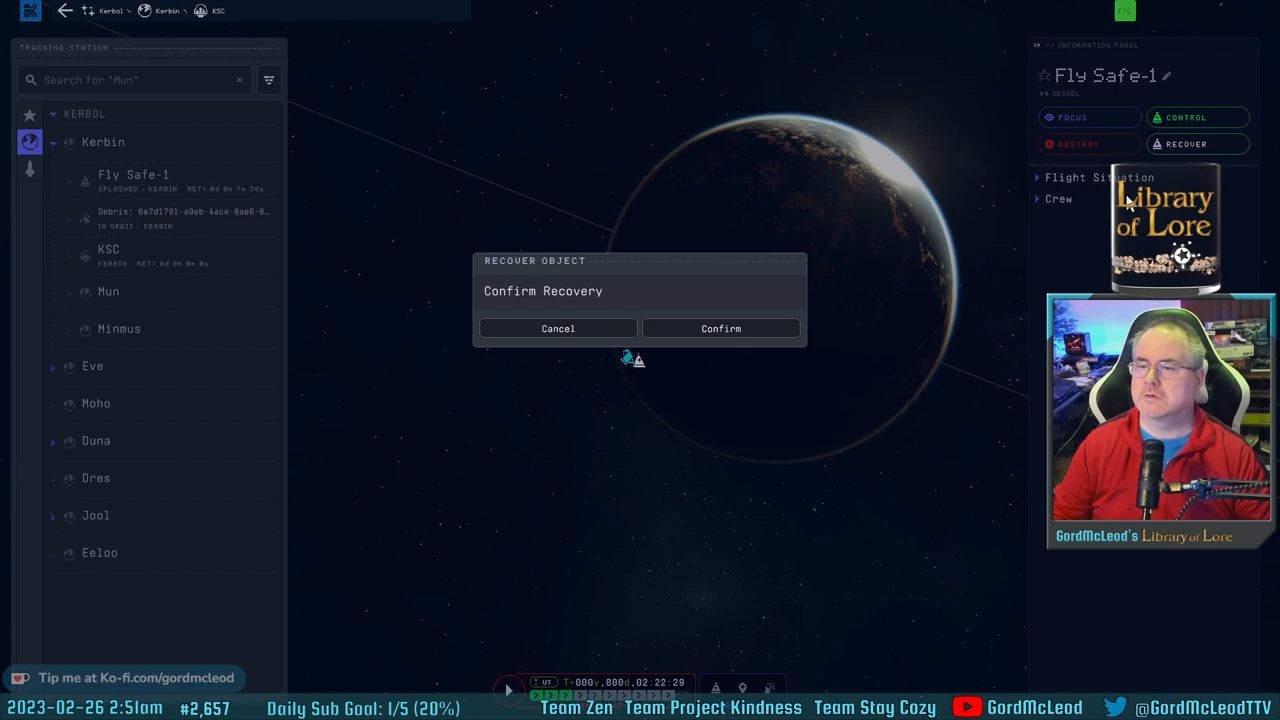 Kerbol \ Kerbin \ KSC
F/O
TRACKING-STATION
Search for "Mun"
KERBOL
Kerbin
Fly Safe-1
SPLASHED - KERBIN MET: 0d 0h 7m 38s
Debris: 6e7d1791-a9eb-4ace-8ae6-8…
IN ORBIT - KERBIN
KSC
KERBIN MET: 0d 0h 0m 0s
Mun
Minmus
Eve
Moho
Duna
Dres
Jool
Eeloo
RECOVER OBJECT
Confirm Recovery
Cancel
Confirm
// INFORMATION PANEL
Fly Safe-1
VESSEL
FOCUS
CONTROL
DESTROY
RECOVER
Flight Situation
Crew
Library
of Lore
GordMcLeod's Library of Lore
Tip me at Ko-fi.com/gordmcleod
UT T+000y,000d,02:22:29
2023-02-26 2:51am #2,657 Daily Sub Goal: 1/5 (20%) Team Zen Team Project Kindness Team Stay Cozy GordMcLeod @GordMcLeodTTV